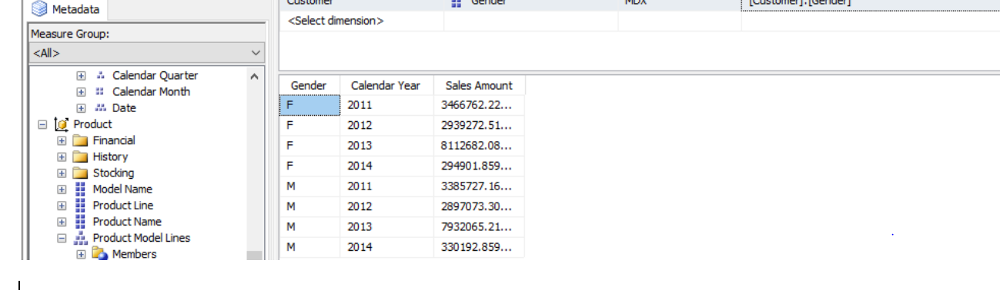 Metadata
Measure Group:
<All>
Calendar Quarter
Calendar Month
Date
Product
Financial
History
Stocking
Model Name
Product Line
Product Name
Product Model Lines
Members
Customer Gender MDX [Customer].[Gender]
<Select dimension>
Gender Calendar Year Sales Amount
F 2011 3466762.22...
F 2012 2939272.51...
F 2013 8112682.08...
F 2014 294901.859...
M 2011 3385727.16...
M 2012 2897073.30...
M 2013 7932065.21...
M 2014 330192.859...